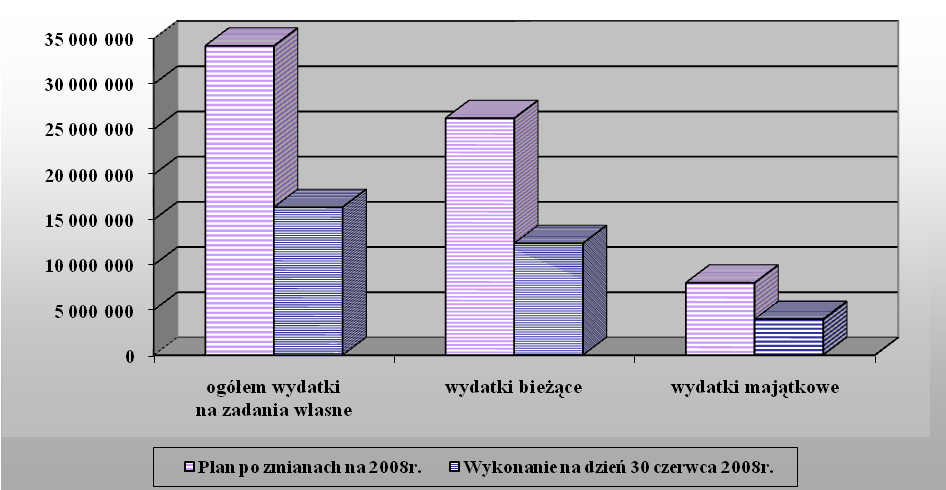 35 000 000
30 000 000
25 000 000
20 000 000
15 000 000
10 000 000
5 000 000
0
ogółem wydatki
na zadania własne
wydatki bieżące
wydatki majątkowe
Plan po zmianach na 2008r.
Wykonanie na dzień 30 czerwca 2008r.